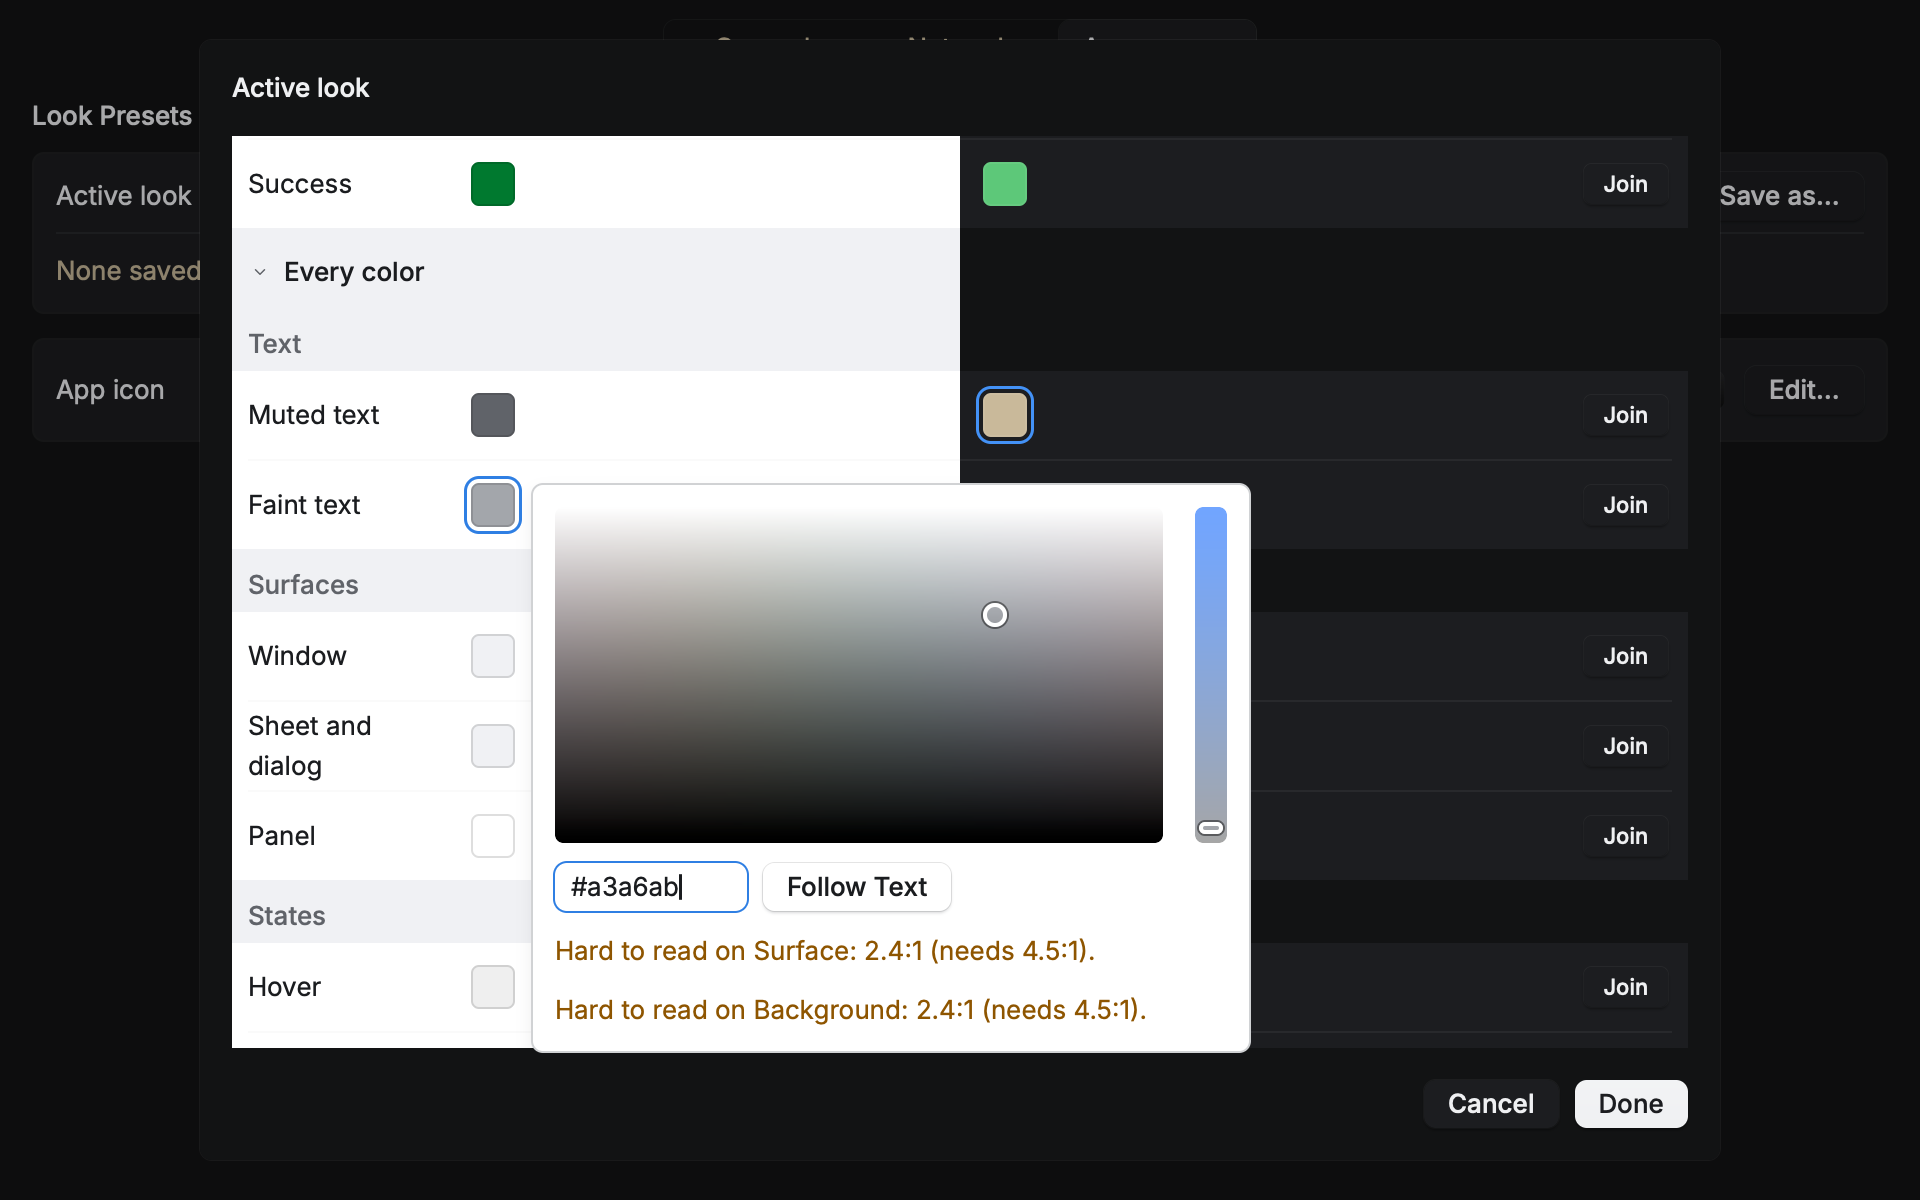 Active look
Look Presets
Active look
Save as...
None saved
App icon
Edit...
Success
Join
Every color
Text
Muted text
Join
Faint text
Join
Surfaces
Window
Join
Sheet and
dialog
Join
Panel
Join
States
Hover
Join
#a3a6ab
Follow Text
Hard to read on Surface: 2.4:1 (needs 4.5:1).
Hard to read on Background: 2.4:1 (needs 4.5:1).
Cancel
Done